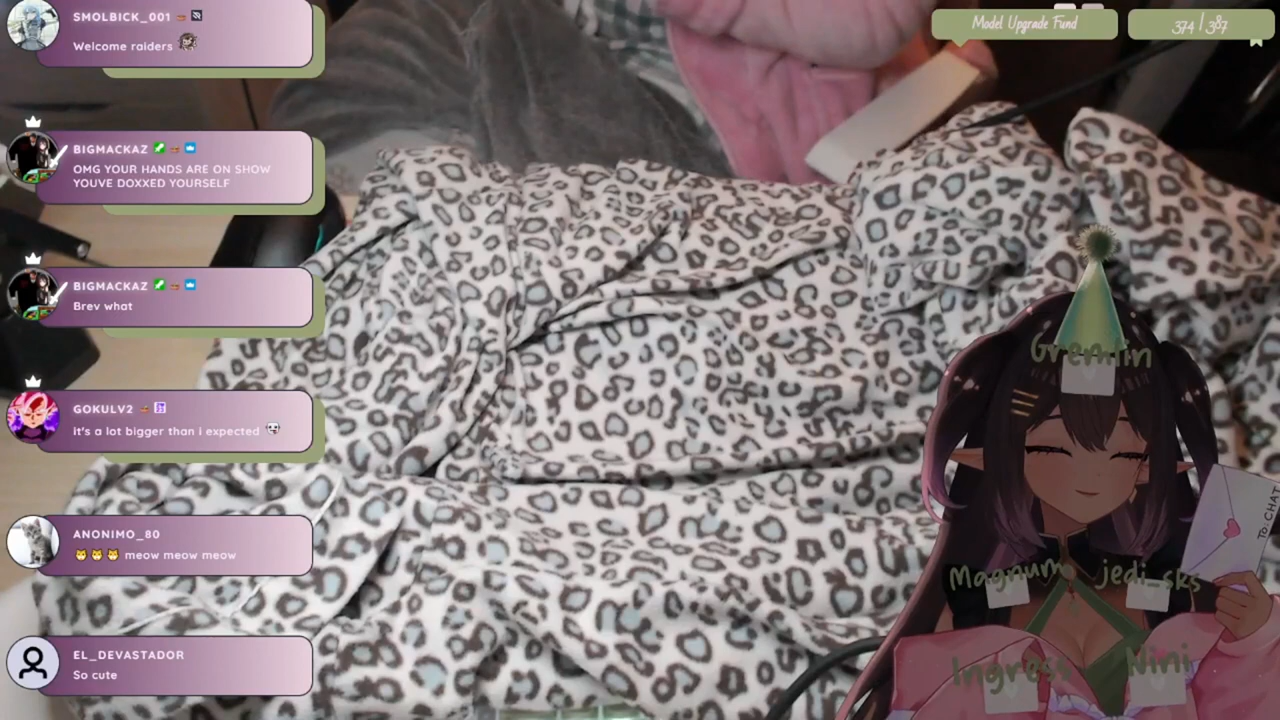 SMOLBICK_001
Welcome raiders
BIGMACKAZ
OMG YOUR HANDS ARE ON SHOW
YOUVE DOXXED YOURSELF
BIGMACKAZ
Brev what
GOKULV2
it's a lot bigger than i expected
ANONIMO_80
meow meow meow
EL_DEVASTADOR
So cute
Model Upgrade Fund
374 / 387
Gremlin
TO: CHAT
Magnum
jedi_sks
Ingress
Nini